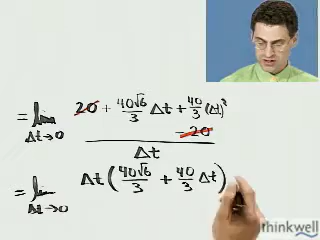 = lim Δt→0 20 + 40√6/3 Δt + 40/3 (Δt)²
- 20
Δt
= lim Δt→0 Δt(40√6/3 + 40/3 Δt)
thinkwell